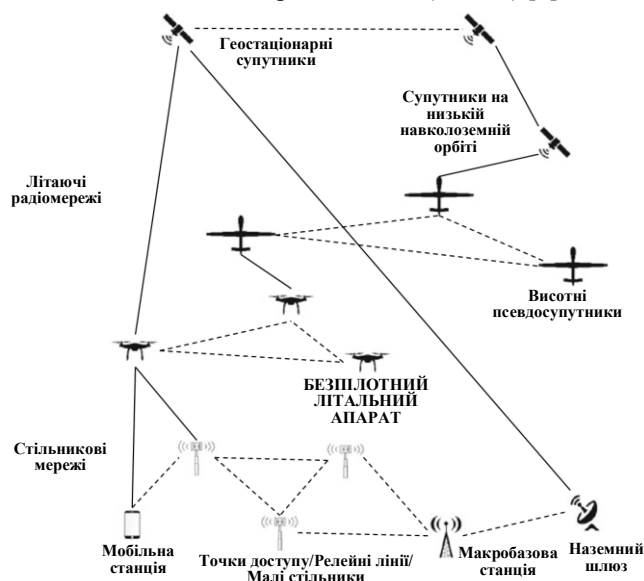 Геостаціонарні
супутники
Супутники на
низькій
навколоземній
орбіті
Літаючі
радіомережі
Висотні
псевдосупутники
БЕЗПІЛОТНИЙ
ЛІТАЛЬНИЙ
АПАРАТ
Стільникові
мережі
Мобільна
станція
Точки доступу/Релейні лінії/
Малі стільники
Макробазова
станція
Наземний
шлюз